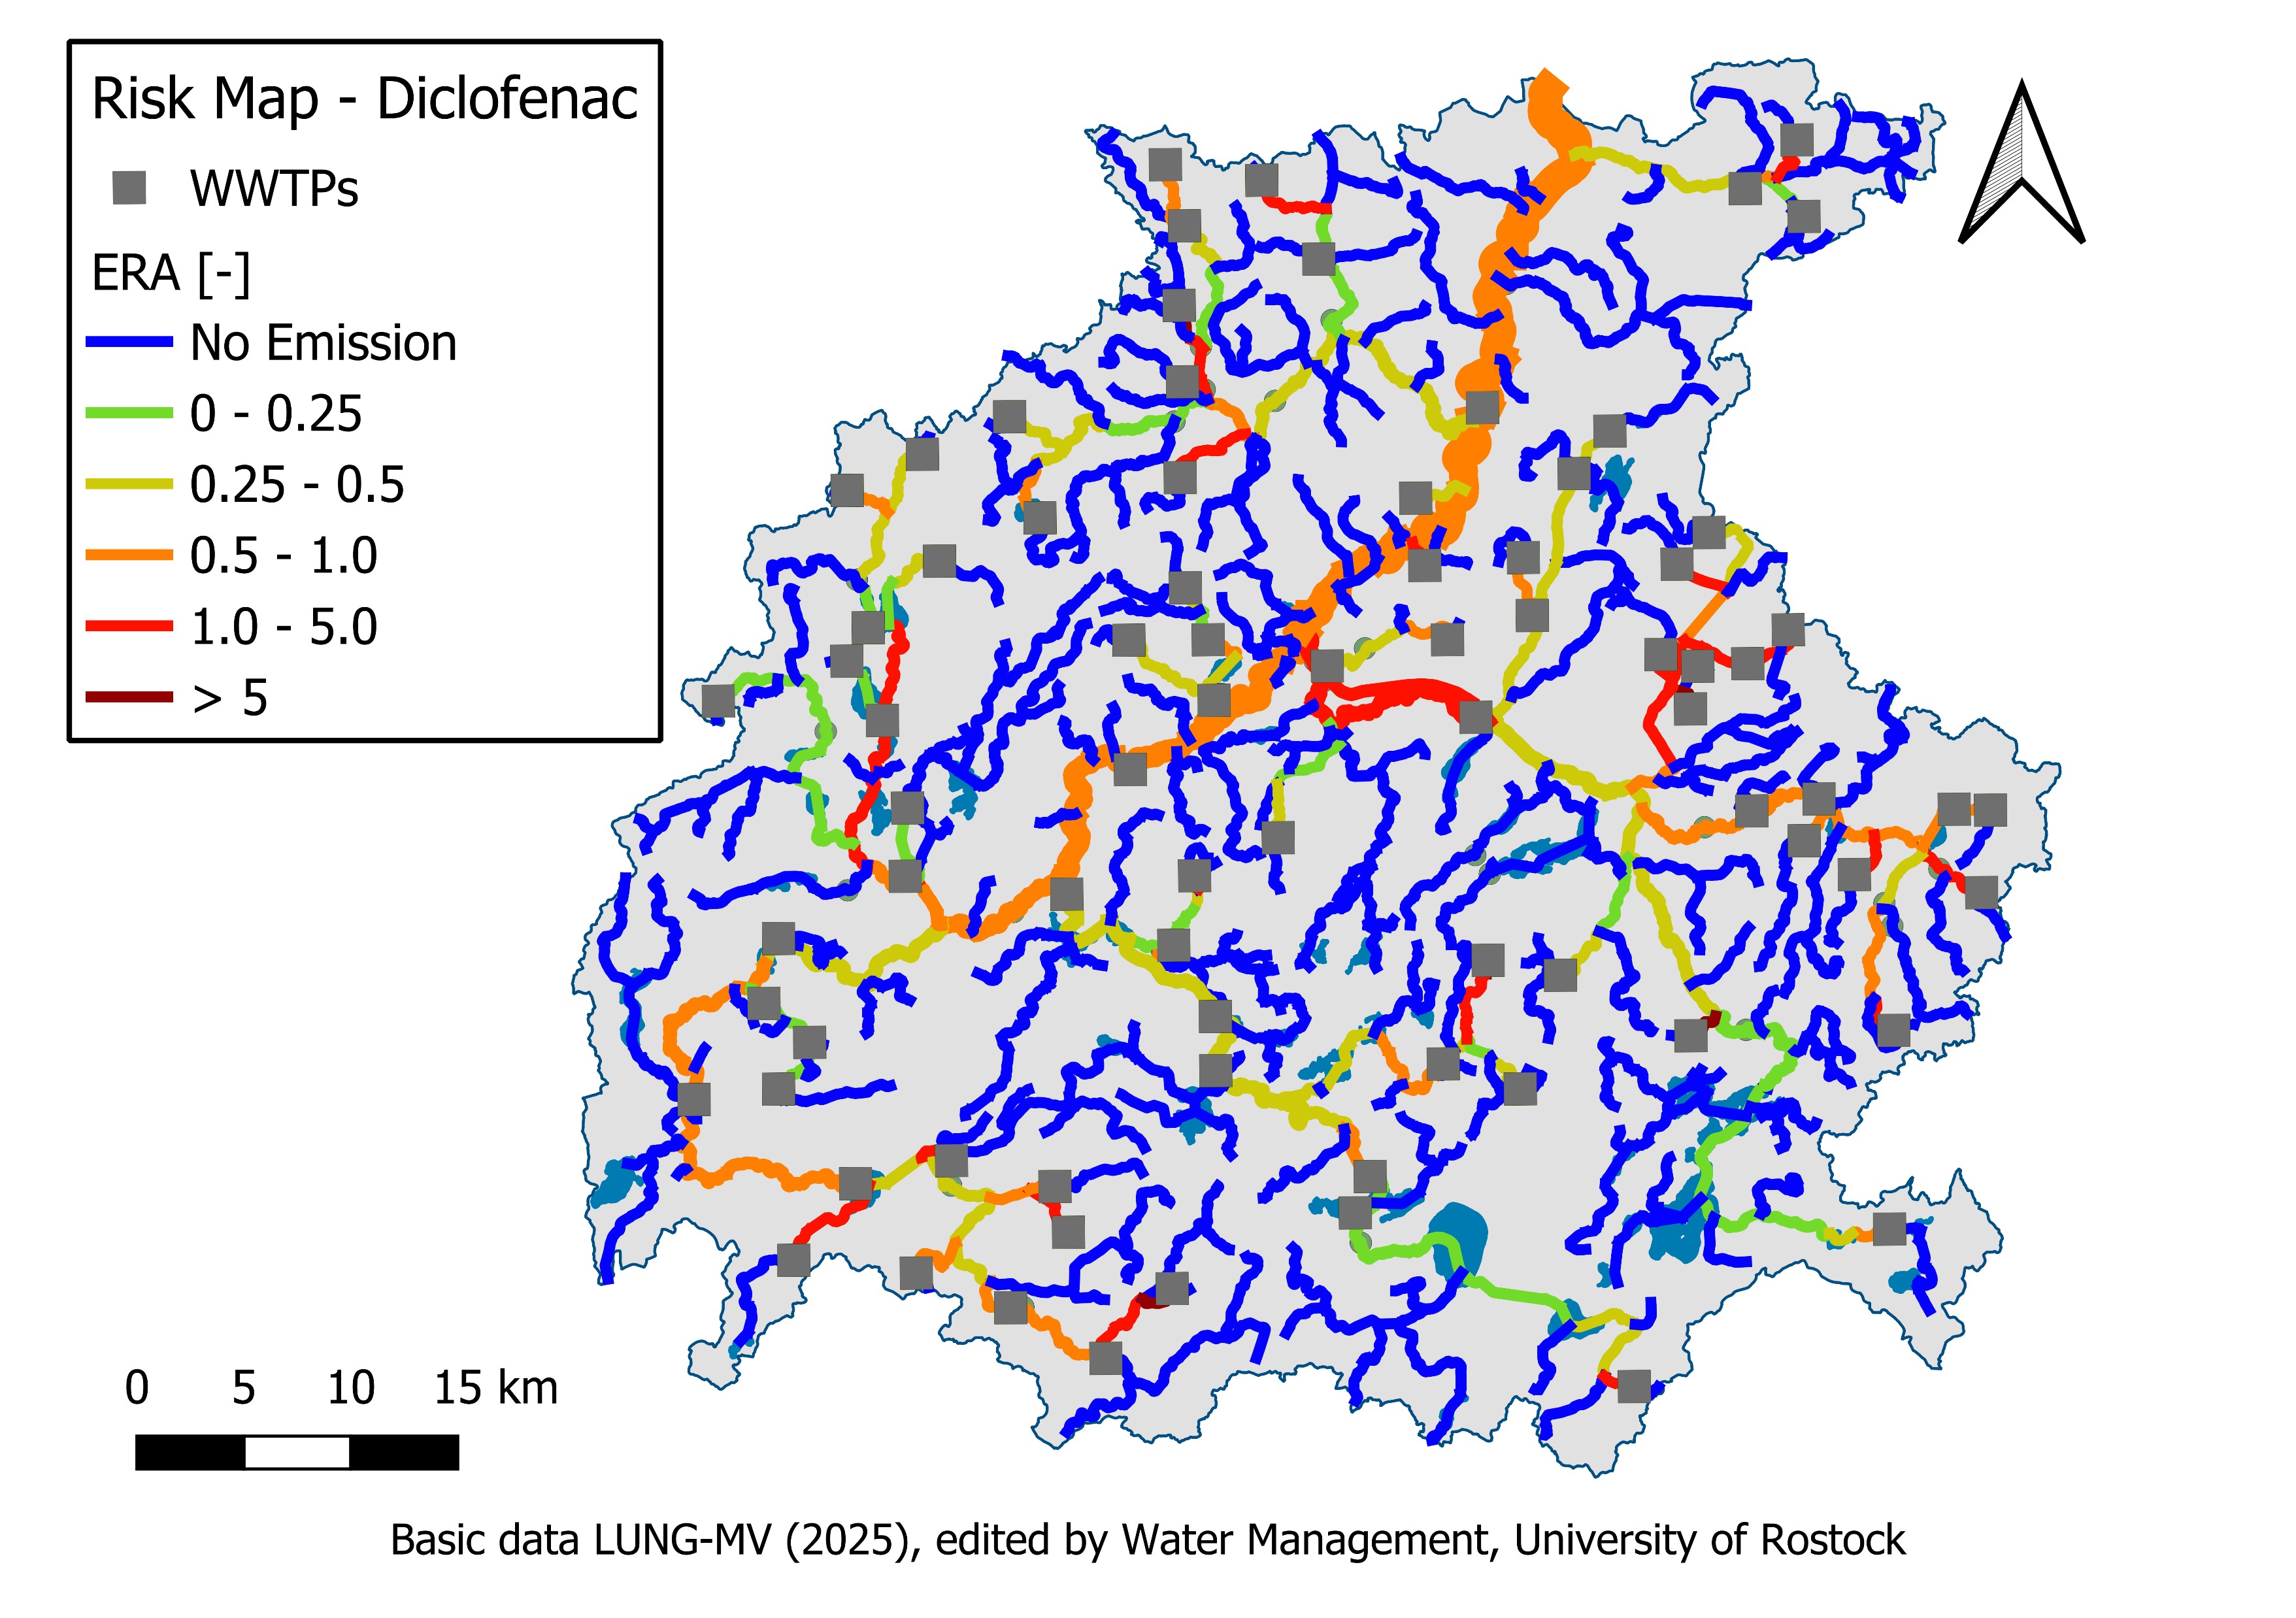 Risk Map - Diclofenac
WWTPs
ERA [-]
No Emission
0 - 0.25
0.25 - 0.5
0.5 - 1.0
1.0 - 5.0
> 5
0 5 10 15 km
Basic data LUNG-MV (2025), edited by Water Management, University of Rostock